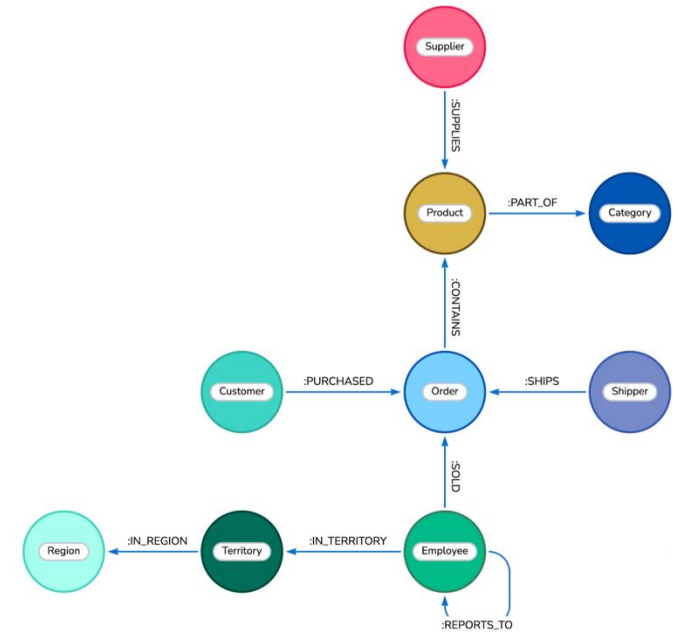 Supplier
:SUPPLIES
Product
:PART_OF
Category
:CONTAINS
Customer
:PURCHASED
Order
:SHIPS
Shipper
:SOLD
Region
:IN_REGION
Territory
:IN_TERRITORY
Employee
:REPORTS_TO